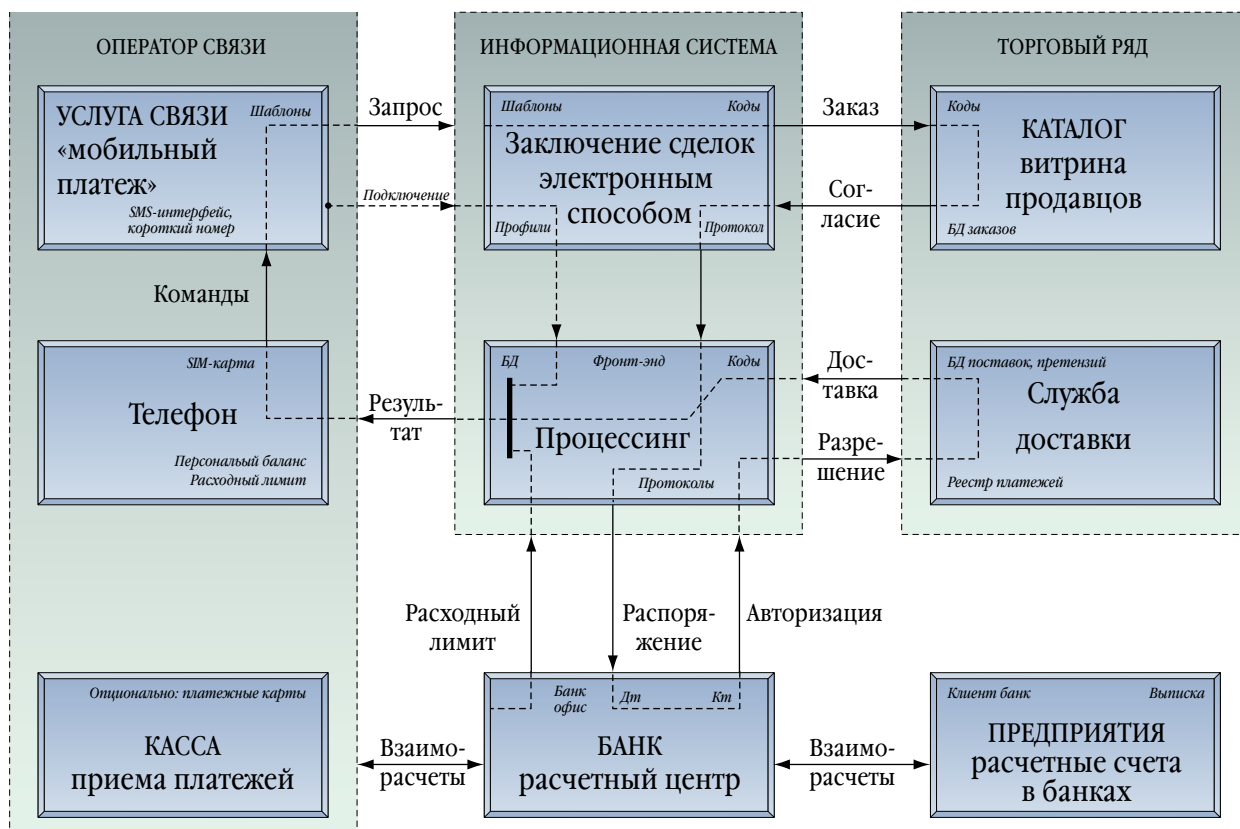 ОПЕРАТОР СВЯЗИ
ИНФОРМАЦИОННАЯ СИСТЕМА
ТОРГОВЫЙ РЯД
УСЛУГА СВЯЗИ
«мобильный
платеж»
Шаблоны
SMS-интерфейс,
короткий номер
Запрос
Подключение
Шаблоны
Коды
Заключение сделок
электронным
способом
Профили
Протокол
Заказ
Сог-
ласие
Коды
КАТАЛОГ
витрина
продавцов
БД заказов
Команды
SIM-карта
Телефон
Персоналый баланс
Расходный лимит
Резуль-
тат
БД
Фронт-энд
Коды
Процессинг
Протоколы
Дос-
тавка
Разре-
шение
БД поставок, претензий
Служба
доставки
Реестр платежей
Расходный
лимит
Распоря-
жение
Авторизация
Опционально: платежные карты
КАССА
приема платежей
Взаимо-
расчеты
Банк
офис
Дт
Кт
БАНК
расчетный центр
Взаимо-
расчеты
Клиент банк
Выписка
ПРЕДПРИЯТИЯ
расчетные счета
в банках